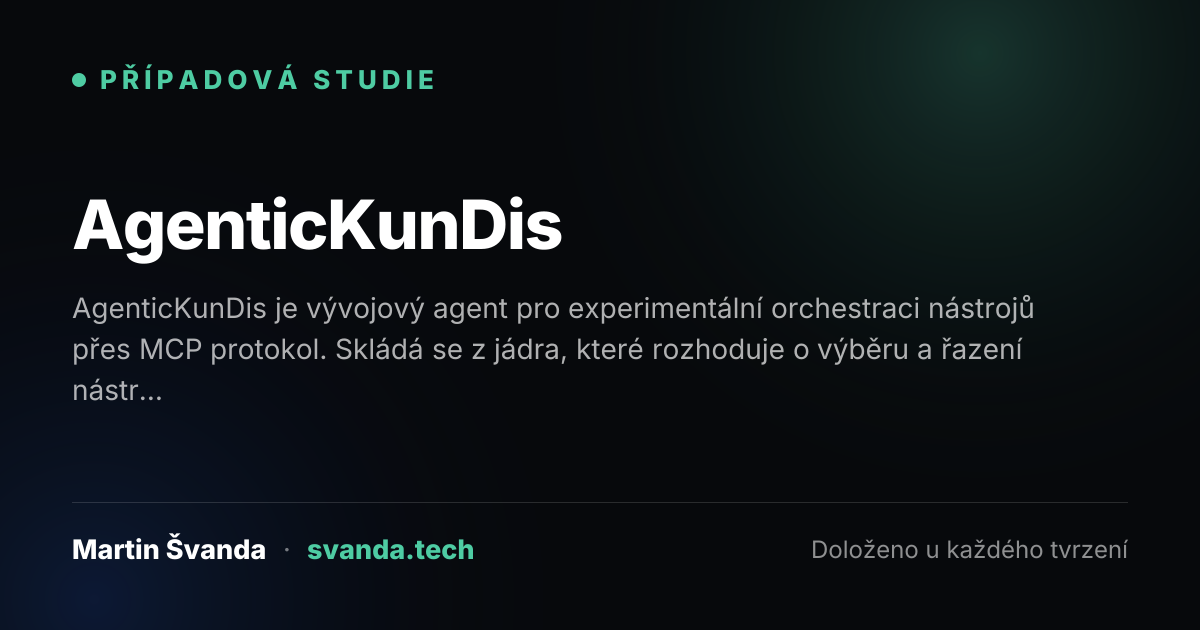 PŘÍPADOVÁ STUDIE
AgenticKunDis
AgenticKunDis je vývojový agent pro experimentální orchestraci nástrojů
přes MCP protokol. Skládá se z jádra, které rozhoduje o výběru a řazení
nástr...
Martin Švanda · svanda.tech
Doloženo u každého tvrzení